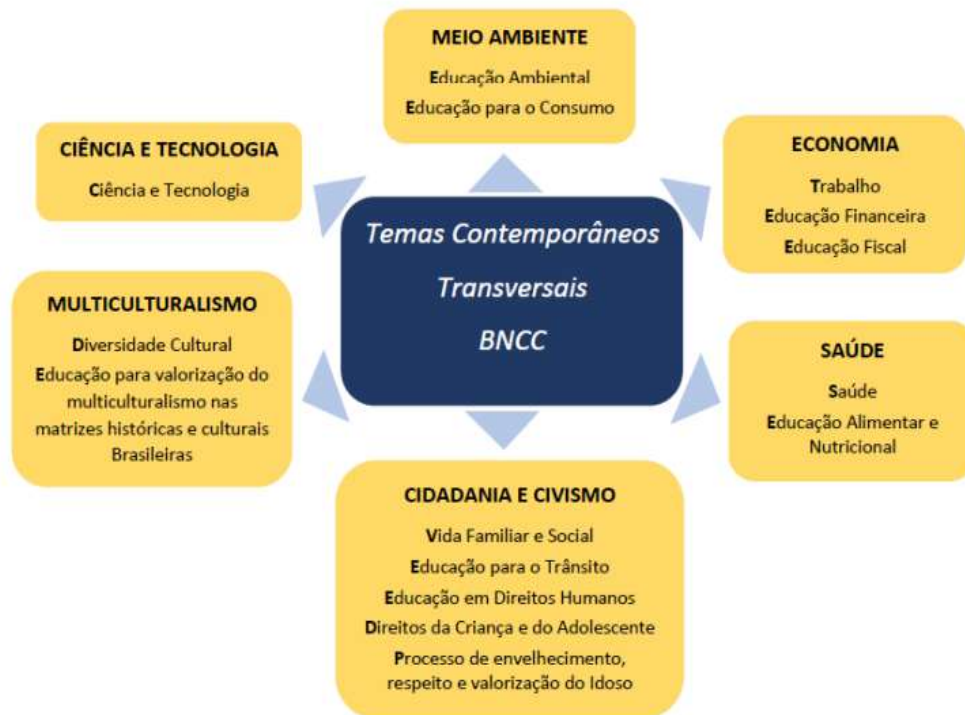 MEIO AMBIENTE
Educação Ambiental
Educação para o Consumo
CIÊNCIA E TECNOLOGIA
Ciência e Tecnologia
ECONOMIA
Trabalho
Educação Financeira
Educação Fiscal
Temas Contemporâneos
Transversais
BNCC
MULTICULTURALISMO
Diversidade Cultural
Educação para valorização do
multiculturalismo nas
matrizes históricas e culturais
Brasileiras
SAÚDE
Saúde
Educação Alimentar e
Nutricional
CIDADANIA E CIVISMO
Vida Familiar e Social
Educação para o Trânsito
Educação em Direitos Humanos
Direitos da Criança e do Adolescente
Processo de envelhecimento,
respeito e valorização do Idoso